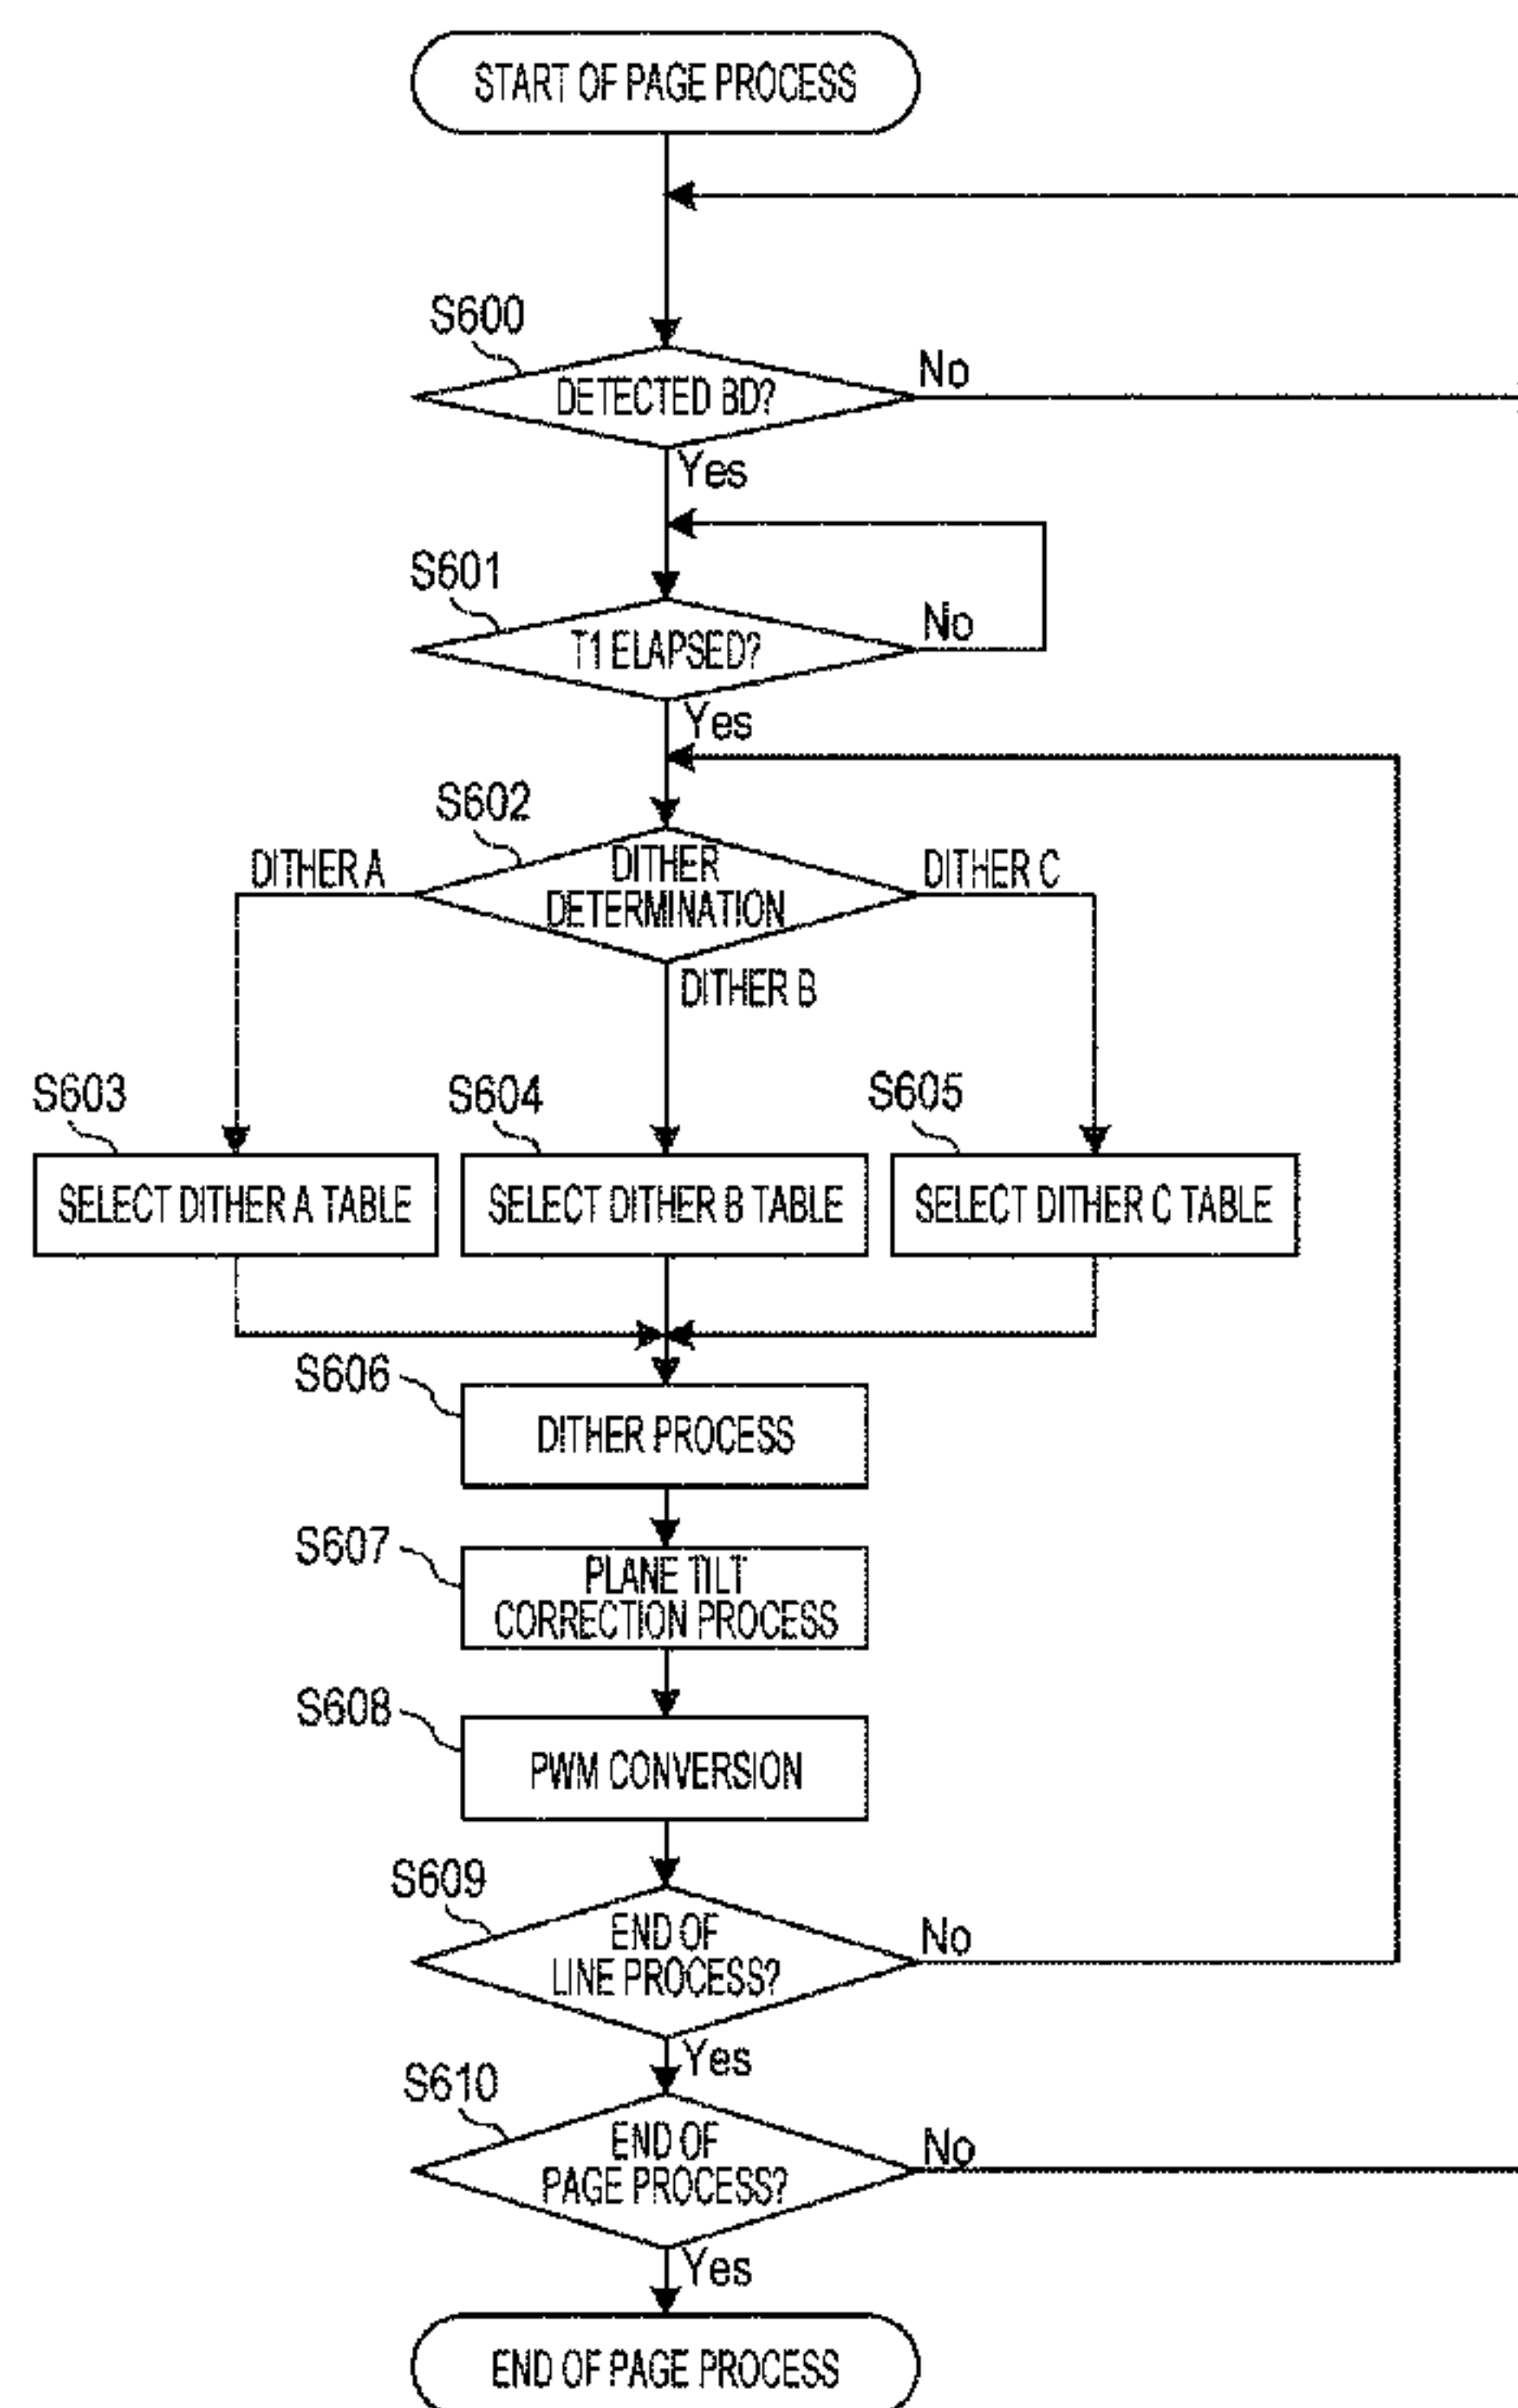 START OF PAGE PROCESS
S600
DETECTED BD?
No
Yes
S601
T1 ELAPSED?
No
Yes
S602
DITHER A
DITHER
DETERMINATION
DITHER C
DITHER B
S603
S604
S605
SELECT DITHER A TABLE
SELECT DITHER B TABLE
SELECT DITHER C TABLE
S606
DITHER PROCESS
S607
PLANE TILT
CORRECTION PROCESS
S608
PWM CONVERSION
S609
END OF
LINE PROCESS?
No
Yes
S610
END OF
PAGE PROCESS?
No
Yes
END OF PAGE PROCESS